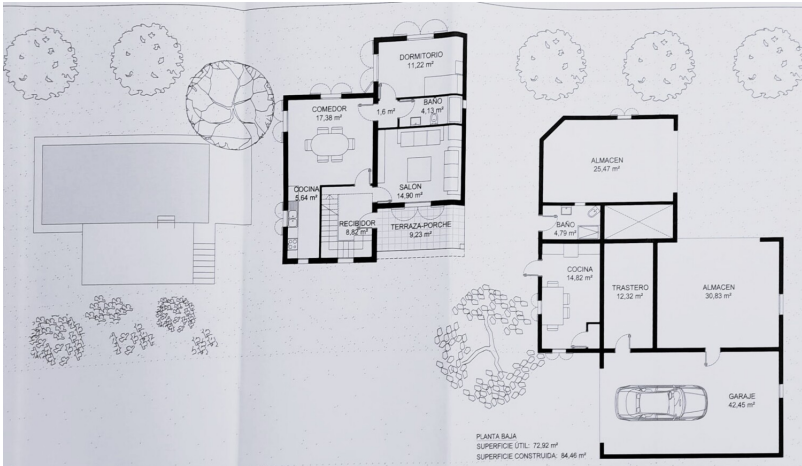 DORMITORIO
11,22 m²
COMEDOR
17,38 m²
1,6 m²
BAÑO
4,13 m²
COCINA
5,64 m²
SALON
14,90 m²
RECIBIDOR
8,82 m²
TERRAZA-PORCHE
9,23 m²
ALMACEN
25,47 m²
BAÑO
4,79 m²
COCINA
14,82 m²
TRASTERO
12,32 m²
ALMACEN
30,83 m²
GARAJE
42,45 m²
PLANTA BAJA
SUPERFICIE ÚTIL: 72,92 m²
SUPERFICIE CONSTRUIDA: 84,46 m²